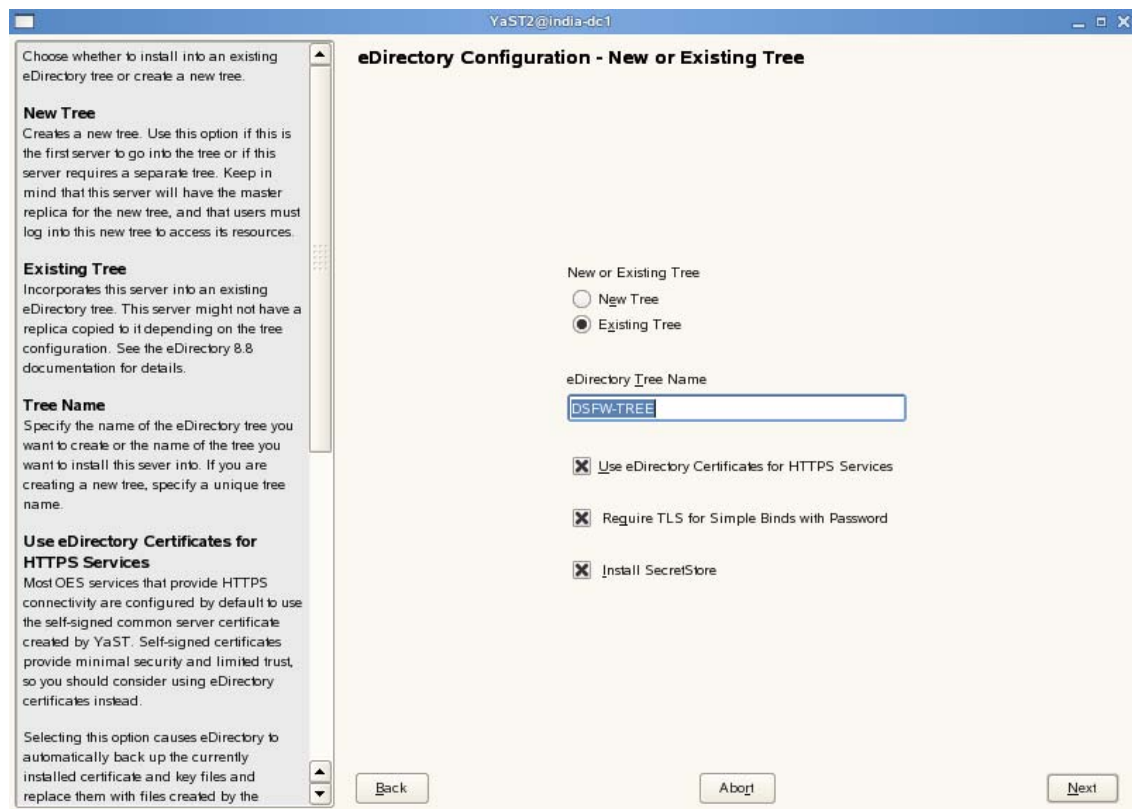 YaST2@india-dc1
Choose whether to install into an existing
eDirectory tree or create a new tree.
New Tree
Creates a new tree. Use this option if this is
the first server to go into the tree or if this
server requires a separate tree. Keep in
mind that this server will have the master
replica for the new tree, and that users must
log into this new tree to access its resources.
Existing Tree
Incorporates this server into an existing
eDirectory tree. This server might not have a
replica copied to it depending on the tree
configuration. See the eDirectory 8.8
documentation for details.
Tree Name
Specify the name of the eDirectory tree you
want to create or the name of the tree you
want to install this sever into. If you are
creating a new tree, specify a unique tree
name.
Use eDirectory Certificates for
HTTPS Services
Most OES services that provide HTTPS
connectivity are configured by default to use
the self-signed common server certificate
created by YaST. Self-signed certificates
provide minimal security and limited trust,
so you should consider using eDirectory
certificates instead.
Selecting this option causes eDirectory to
automatically back up the currently
installed certificate and key files and
replace them with files created by the
eDirectory Configuration - New or Existing Tree
New or Existing Tree
New Tree
Existing Tree
eDirectory Tree Name
DSFW-TREE
Use eDirectory Certificates for HTTPS Services
Require TLS for Simple Binds with Password
Install SecretStore
Back
Abort
Next